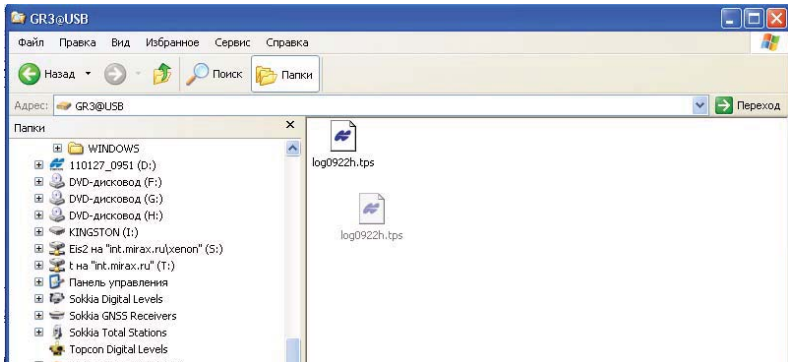 GR3@USB
Файл Правка Вид Избранное Сервис Справка
Назад Поиск Папки
Адрес: GR3@USB Переход
Папки
WINDOWS
110127_0951 (D:)
DVD-дисковод (F:)
DVD-дисковод (G:)
DVD-дисковод (H:)
KINGSTON (I:)
Eis2 на "int.mirax.ru\xenon" (S:)
t на "int.mirax.ru" (T:)
Панель управления
Sokkia Digital Levels
Sokkia GNSS Receivers
Sokkia Total Stations
Topcon Digital Levels
log0922h.tps
log0922h.tps